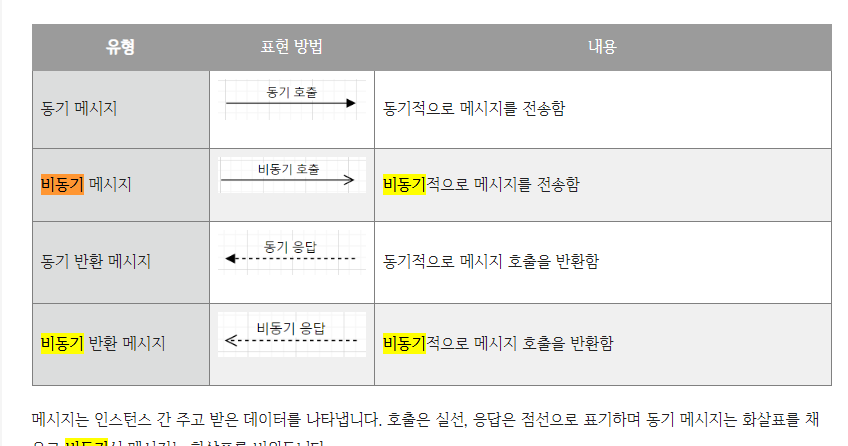 유형 표현 방법 내용
동기 메시지 동기 호출 동기적으로 메시지를 전송함
비동기 메시지 비동기 호출 비동기적으로 메시지를 전송함
동기 반환 메시지 동기 응답 동기적으로 메시지 호출을 반환함
비동기 반환 메시지 비동기 응답 비동기적으로 메시지 호출을 반환함
메시지는 인스턴스 간 주고 받은 데이터를 나타냅니다. 호출은 실선, 응답은 점선으로 표기하며 동기 메시지는 화살표를 채
비동기